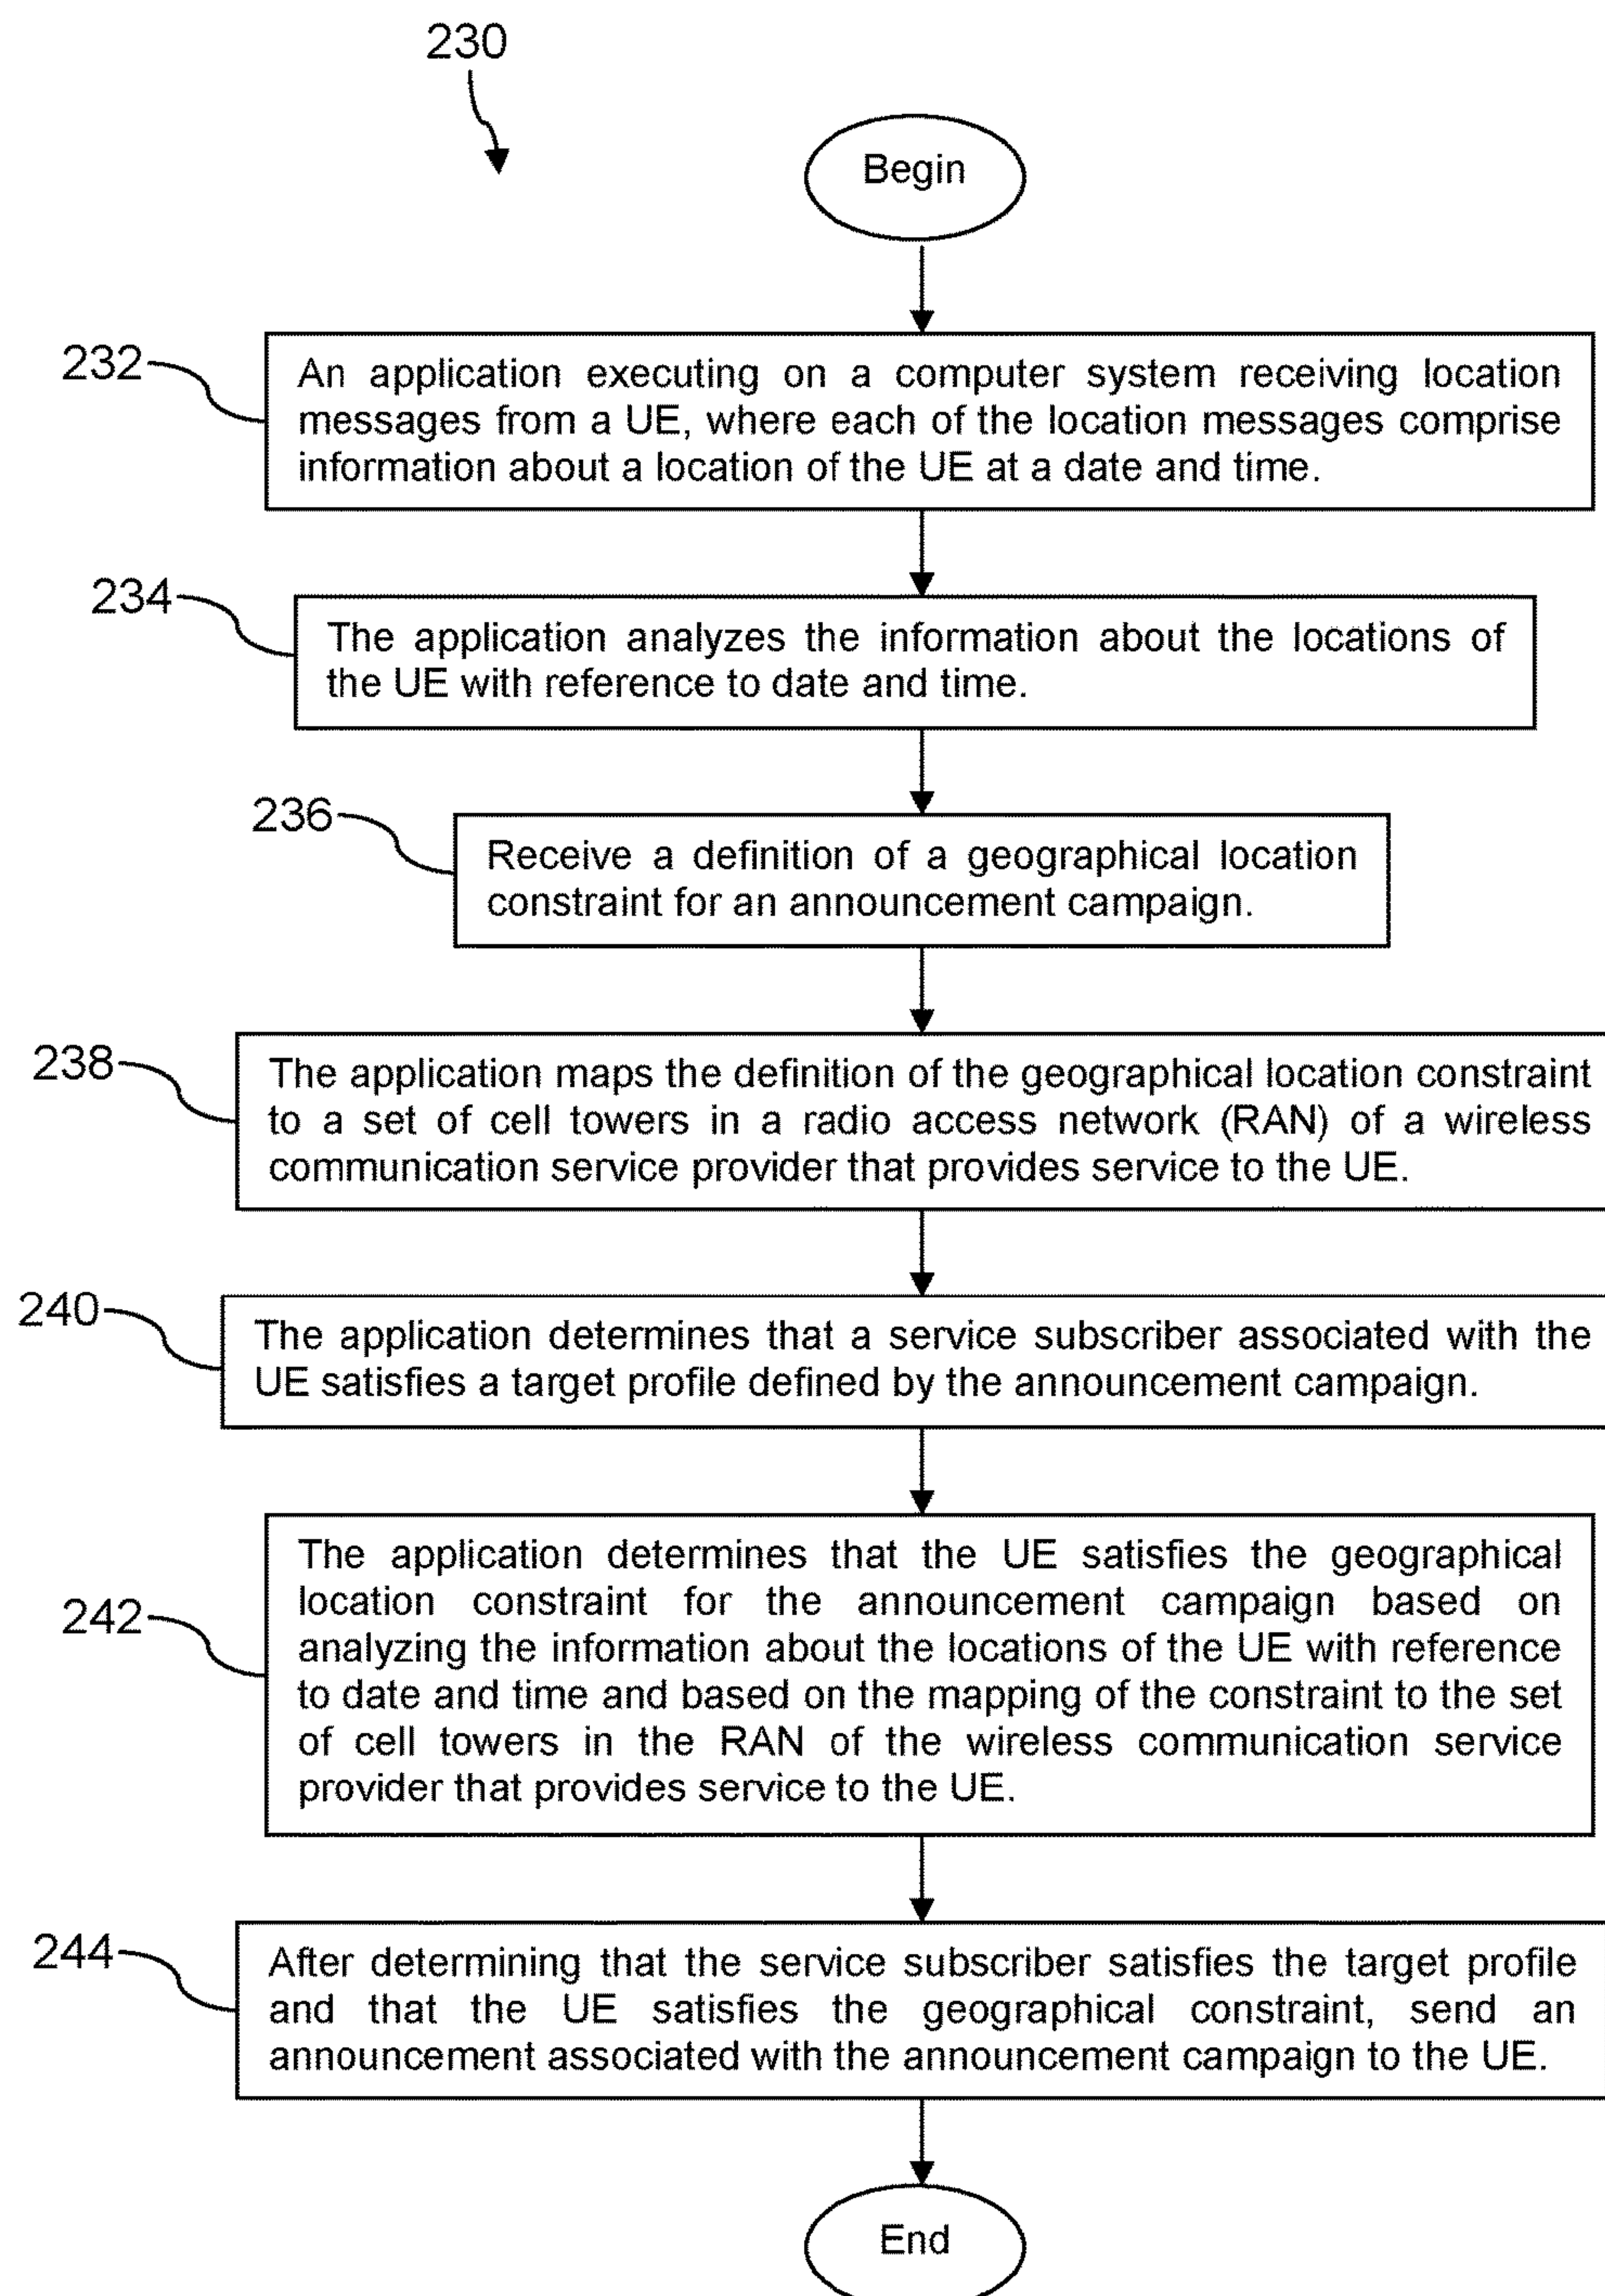 230
Begin
232
An application executing on a computer system receiving location
messages from a UE, where each of the location messages comprise
information about a location of the UE at a date and time.
234
The application analyzes the information about the locations of
the UE with reference to date and time.
236
Receive a definition of a geographical location
constraint for an announcement campaign.
238
The application maps the definition of the geographical location constraint
to a set of cell towers in a radio access network (RAN) of a wireless
communication service provider that provides service to the UE.
240
The application determines that a service subscriber associated with the
UE satisfies a target profile defined by the announcement campaign.
242
The application determines that the UE satisfies the geographical
location constraint for the announcement campaign based on
analyzing the information about the locations of the UE with reference
to date and time and based on the mapping of the constraint to the set
of cell towers in the RAN of the wireless communication service
provider that provides service to the UE.
244
After determining that the service subscriber satisfies the target profile
and that the UE satisfies the geographical constraint, send an
announcement associated with the announcement campaign to the UE.
End